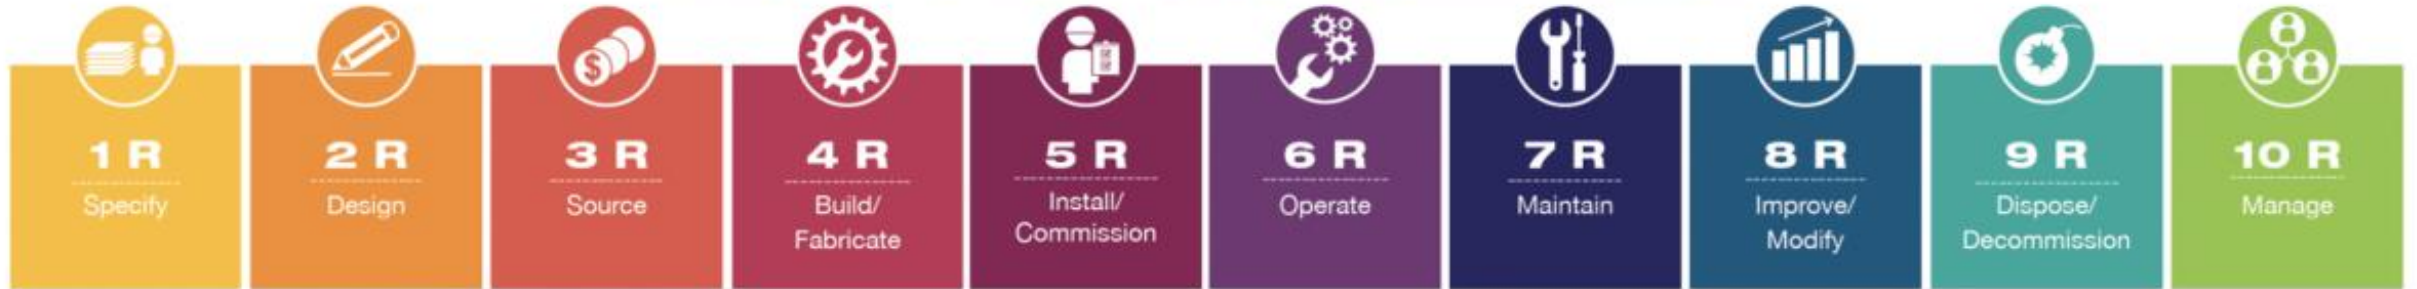 $
1 R
Specify
2 R
Design
3 R
Source
4 R
Build/
Fabricate
5 R
Install/
Commission
6 R
Operate
7 R
Maintain
8 R
Improve/
Modify
9 R
Dispose/
Decommission
10 R
Manage